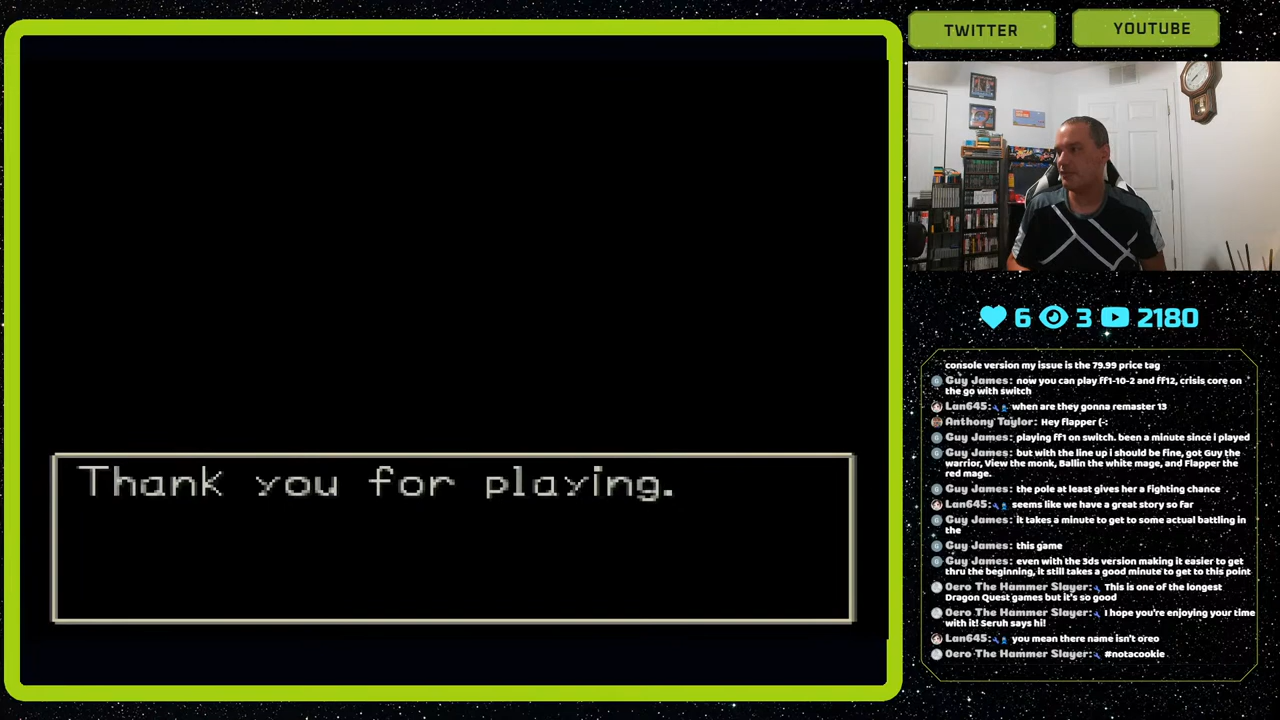 TWITTER
YOUTUBE
6
3
2180
console version my issue is the 79.99 price tag
Guy James: now you can play ff1-10-2 and ff12, crisis core on
the go with switch
Lan645: when are they gonna remaster 13
Anthony Taylor: Hey flapper (-:
Guy James: playing ff1 on switch. been a minute since i played
Guy James: but with the line up i should be fine, got Guy the
warrior, View the monk, Ballin the white mage, and Flapper the
red mage.
Guy James: the pole at least gives her a fighting chance
Lan645: seems like we have a great story so far
Guy James: it takes a minute to get to some actual battling in
the
Guy James: this game
Guy James: even with the 3ds version making it easier to get
thru the beginning, it still takes a good minute to get to this point
0ero The Hammer Slayer: This is one of the longest
Dragon Quest games but it's so good
0ero The Hammer Slayer: I hope you're enjoying your time
with it! Seruh says hi!
Lan645: you mean there name isn't oreo
0ero The Hammer Slayer: #notacookie
Thank you for playing.